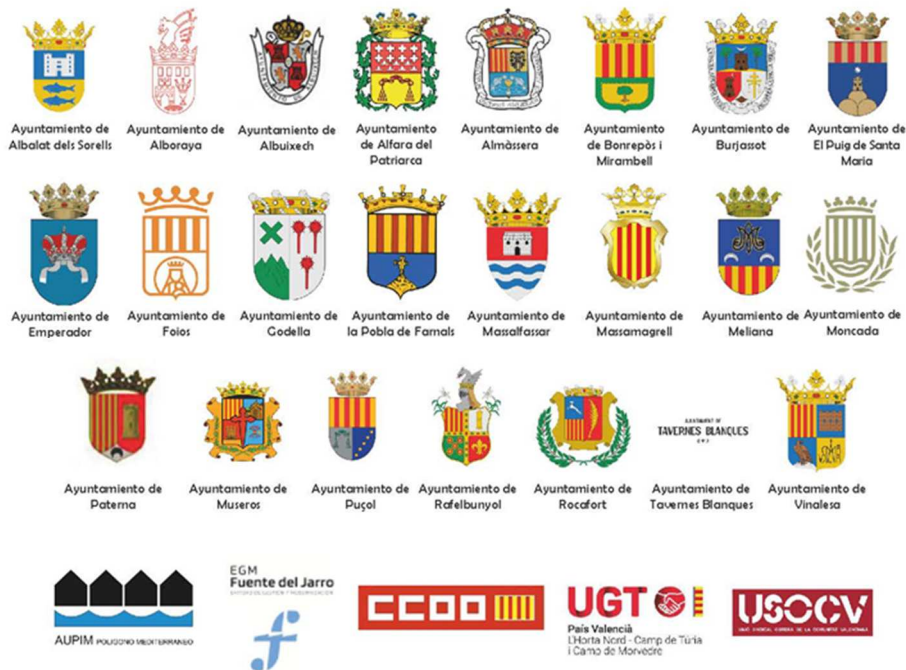 Ayuntamiento de Albalat dels Sorells
Ayuntamiento de Alboraya
Ayuntamiento de Albuixech
Ayuntamiento de Alfara del Patriarca
Ayuntamiento de Almàssera
Ayuntamiento de Bonrepòs i Mirambell
Ayuntamiento de Burjassot
Ayuntamiento de El Puig de Santa Maria
Ayuntamiento de Emperador
Ayuntamiento de Foios
Ayuntamiento de Godella
Ayuntamiento de la Pobla de Farnals
Ayuntamiento de Massalfassar
Ayuntamiento de Massamagrell
Ayuntamiento de Meliana
Ayuntamiento de Moncada
Ayuntamiento de Paterna
Ayuntamiento de Museros
Ayuntamiento de Puçol
Ayuntamiento de Rafelbunyol
Ayuntamiento de Rocafort
AJUNTAMENT DE
TAVERNES BLANQUES
Ayuntamiento de Tavernes Blanques
Ayuntamiento de Vinalesa
AUPIM POLIGONO MEDITERRANEO
EGM
Fuente del Jarro
CCOO
UGT
País Valencià
L'Horta Nord - Camp de Túria
i Camp de Morvedre
USOCV